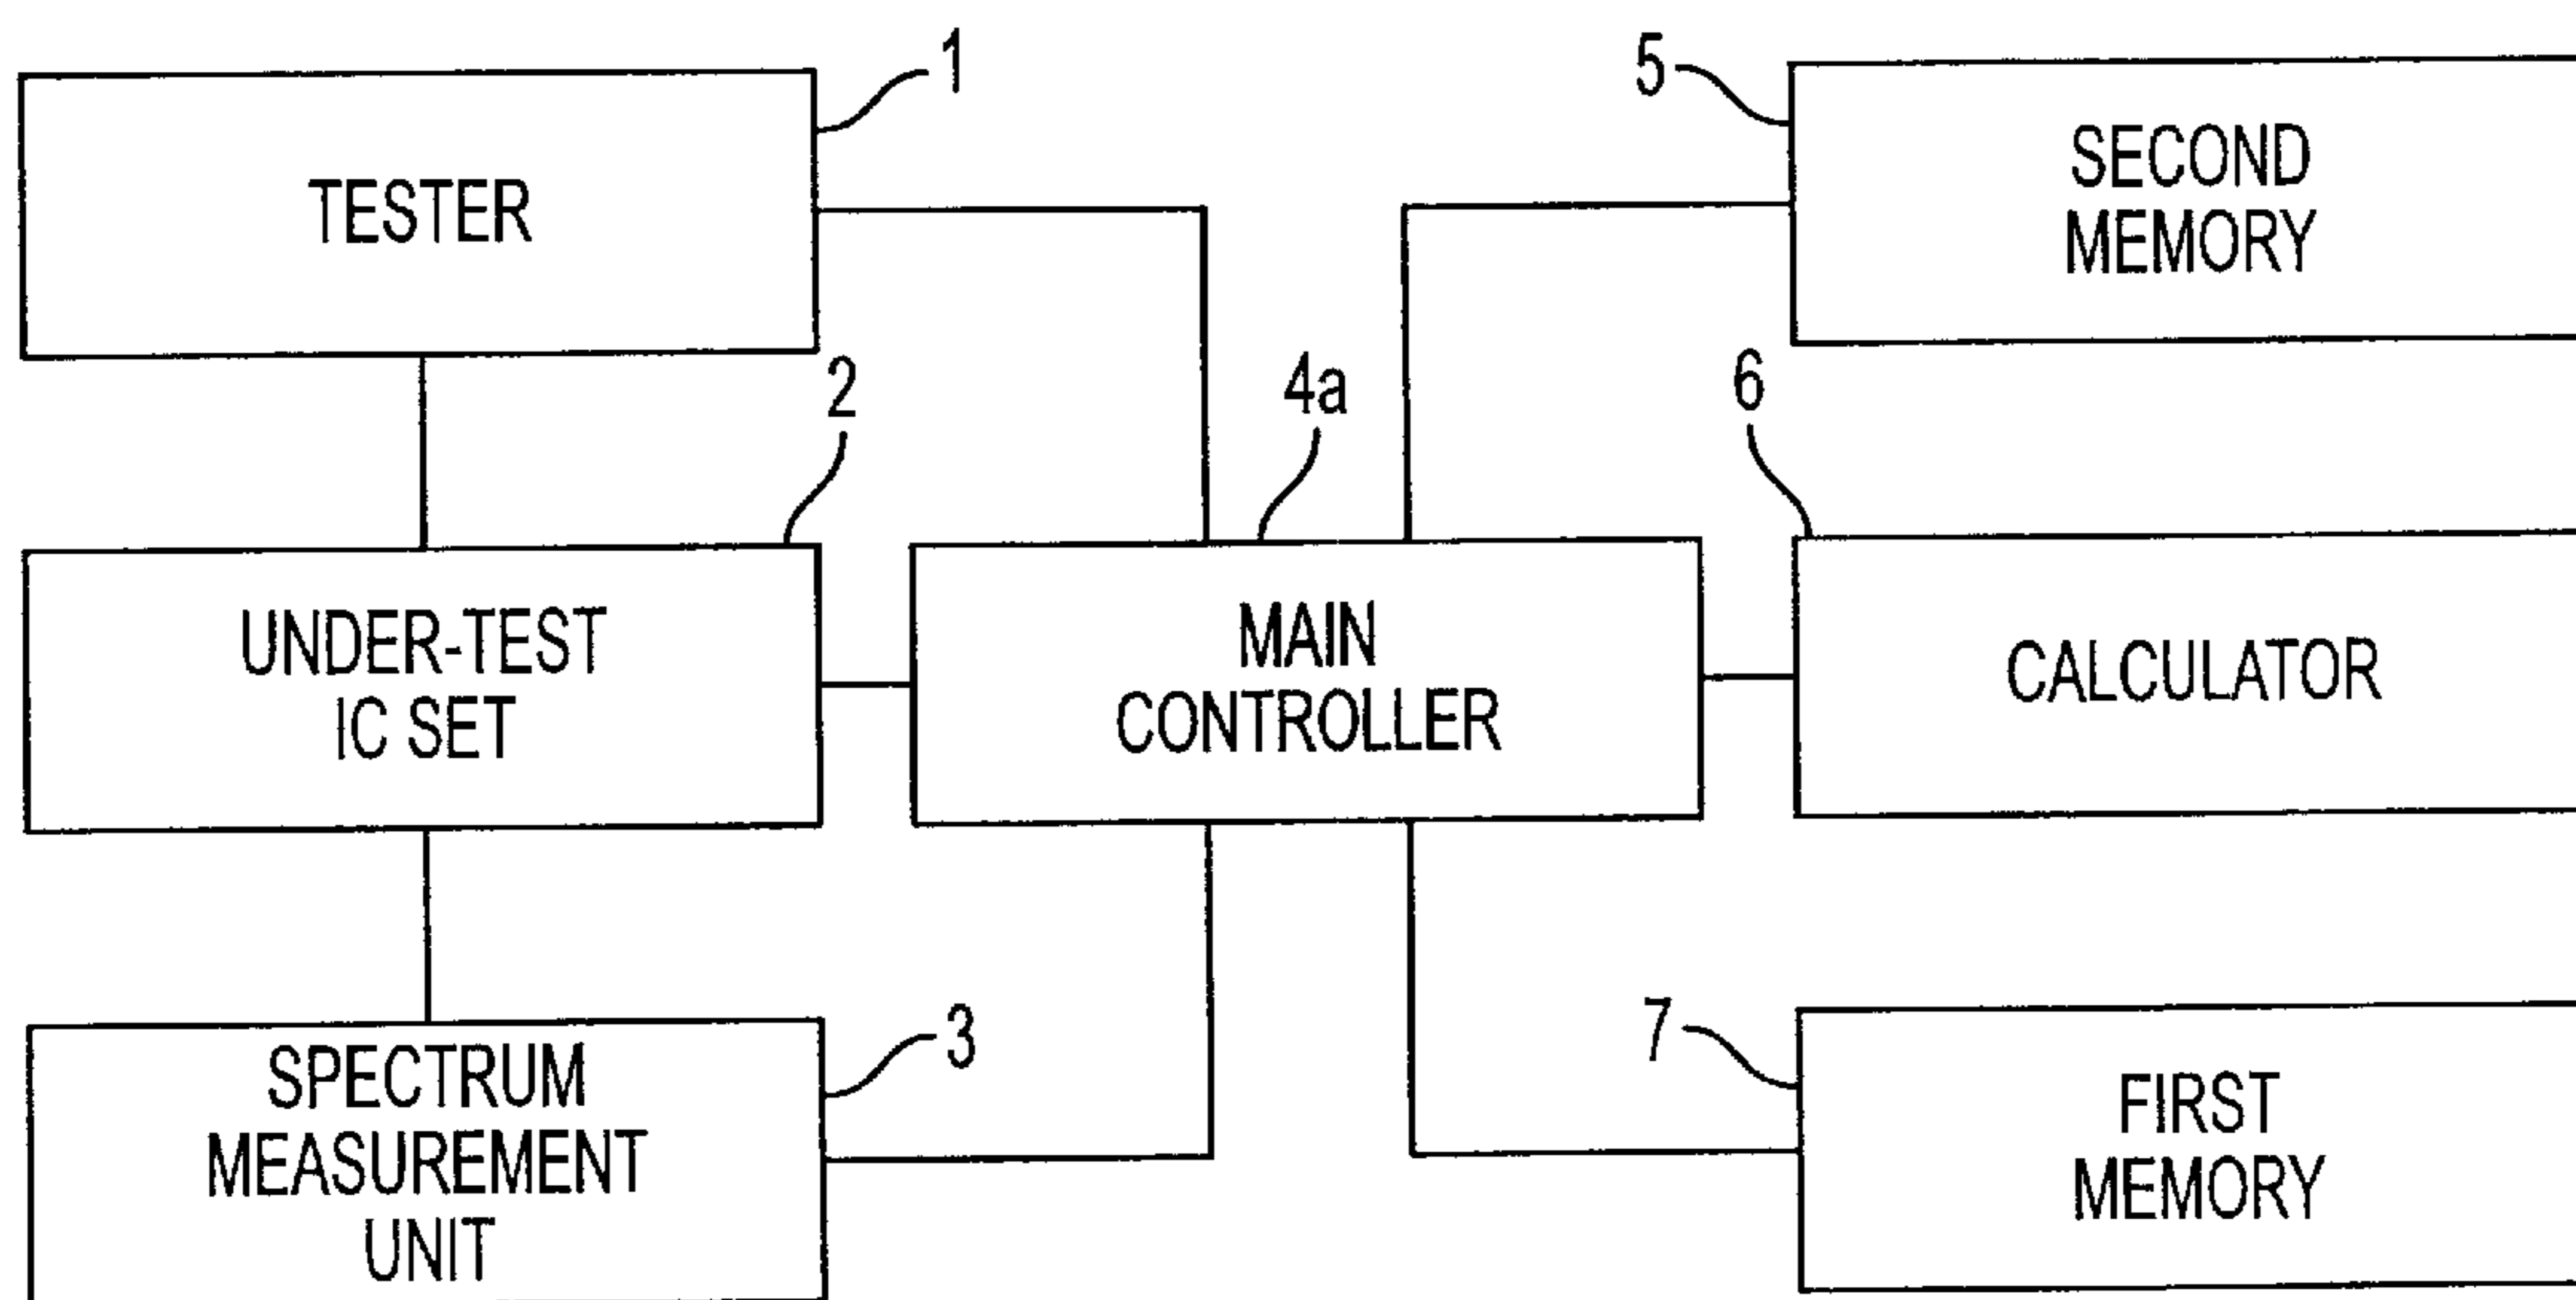 1
TESTER
5
SECOND
MEMORY
2
UNDER-TEST
IC SET
4a
MAIN
CONTROLLER
6
CALCULATOR
3
SPECTRUM
MEASUREMENT
UNIT
7
FIRST
MEMORY